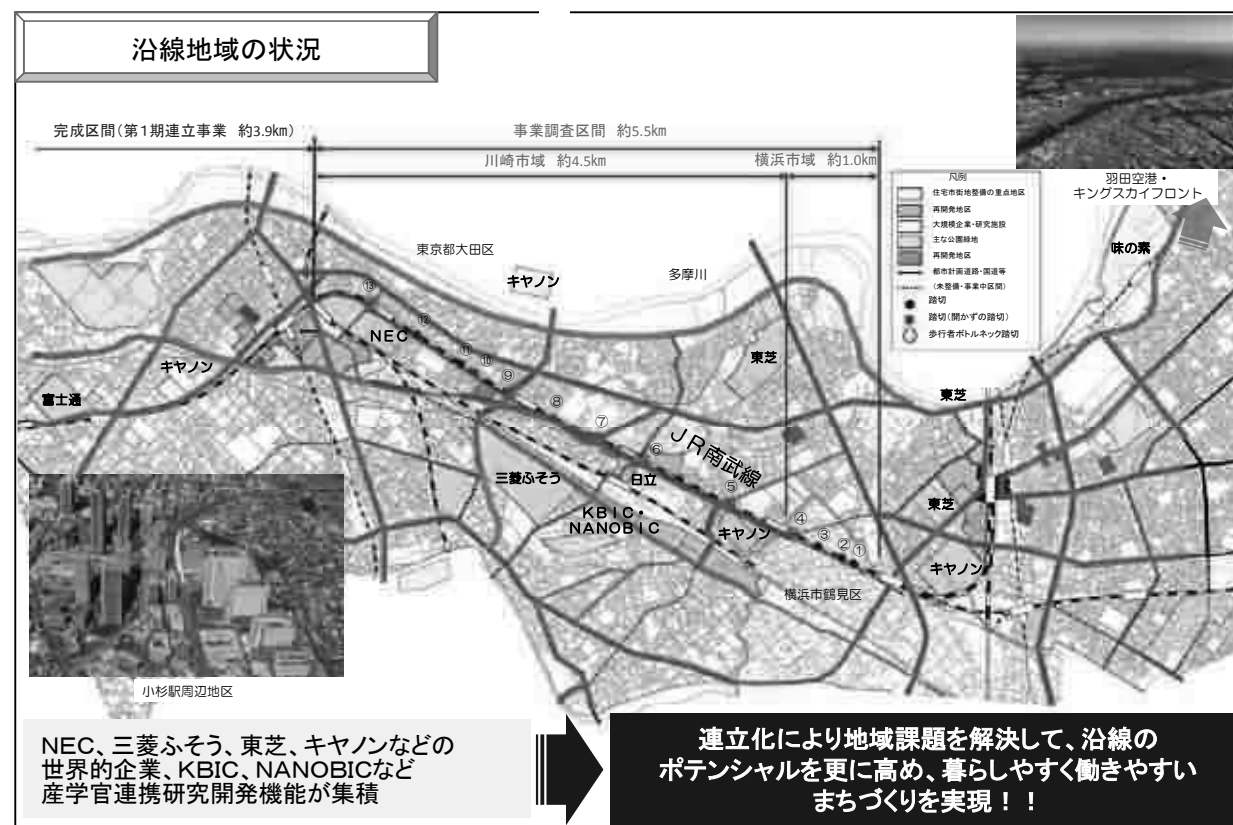 沿線地域の状況
完成区間（第１期連立事業　約3.9km）
事業調査区間　約5.5km
川崎市域　約4.5km
横浜市域　約1.0km
凡例
住宅市街地整備の重点地区
再開発地区
大規模企業・研究施設
主な公園緑地
再開発地区
都市計画道路・国道等
（未整備・事業中区間）
踏切
踏切（開かずの踏切）
歩行者ボトルネック踏切
羽田空港・
キングスカイフロント
味の素
東京都大田区
キヤノン
多摩川
⑬
⑫
NEC
⑪
⑩
⑨
東芝
キヤノン
富士通
東芝
⑧
⑦
⑥
JR南武線
三菱ふそう
日立
⑤
東芝
KBIC・
NANOBIC
キヤノン
④
③
②
①
キヤノン
横浜市鶴見区
小杉駅周辺地区
NEC、三菱ふそう、東芝、キヤノンなどの
世界的企業、KBIC、NANOBICなど
産学官連携研究開発機能が集積
連立化により地域課題を解決して、沿線の
ポテンシャルを更に高め、暮らしやすく働きやすい
まちづくりを実現！！